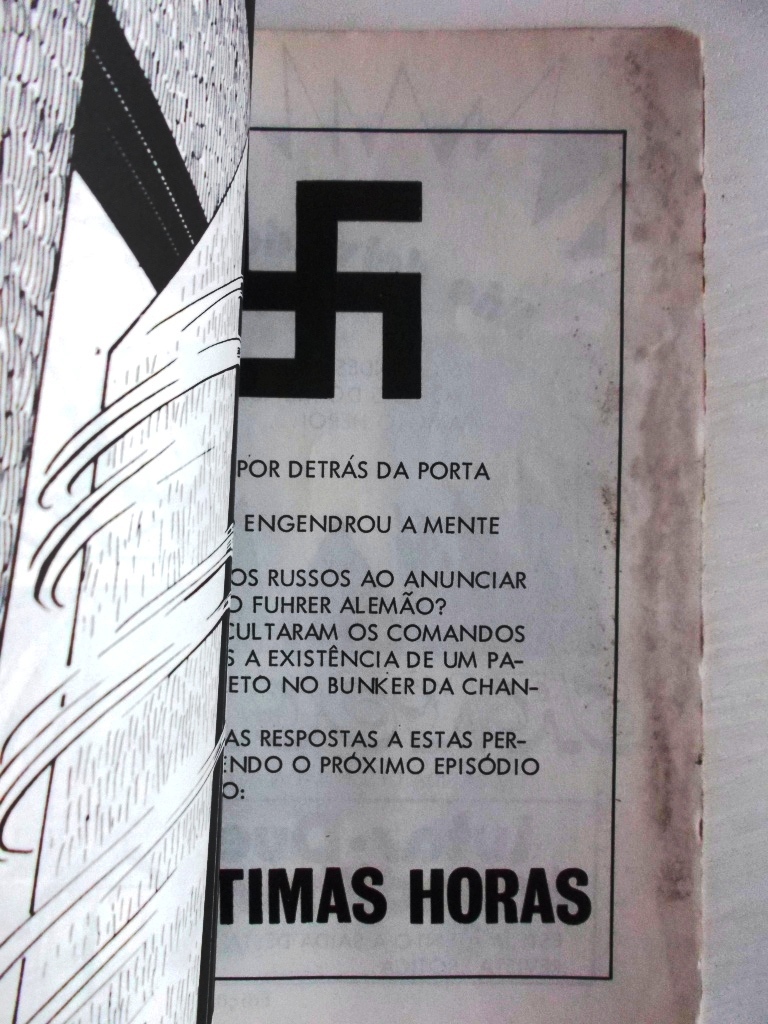 POR DETRÁS DA PORTA
ENGENDROU A MENTE
OS RUSSOS AO ANUNCIAR
O FUHRER ALEMÃO?
CULTARAM OS COMANDOS
S A EXISTÊNCIA DE UM PA-
ETO NO BUNKER DA CHAN-
AS RESPOSTAS A ESTAS PER-
ENDO O PRÓXIMO EPISÓDIO
O:
TIMAS HORAS